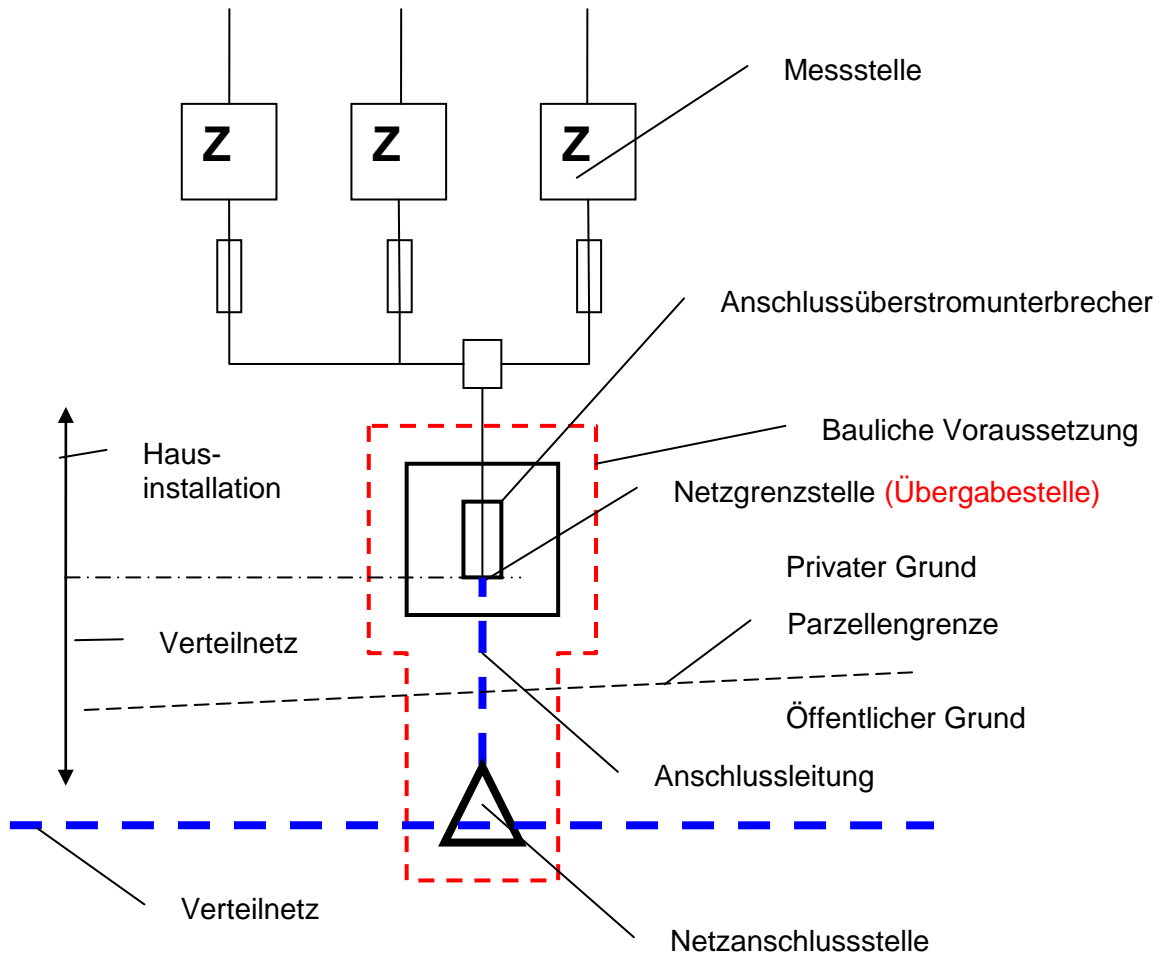 Messstelle
Z
Z
Z
Anschlussüberstromunterbrecher
Bauliche Voraussetzung
Haus-
installation
Netzgrenzstelle (Übergabestelle)
Privater Grund
Parzellengrenze
Verteilnetz
Öffentlicher Grund
Anschlussleitung
Verteilnetz
Netzanschlussstelle